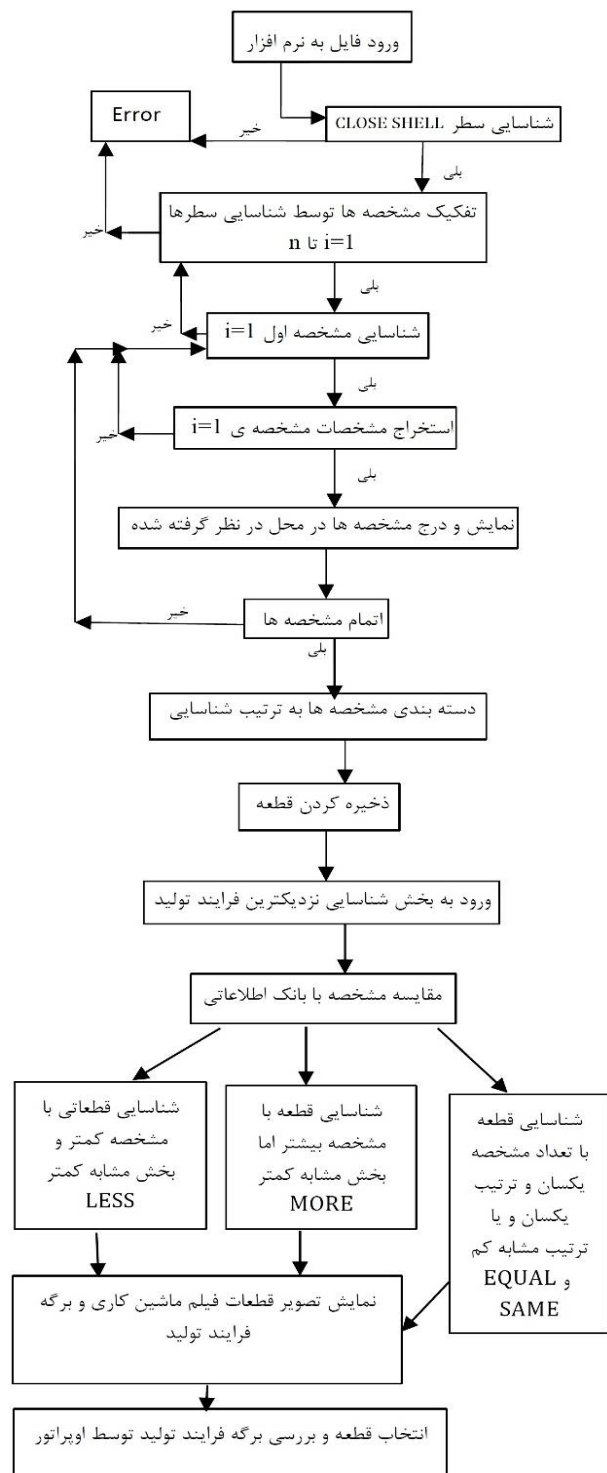 ورود فایل به نرم افزار
Error
شناسایی سطر CLOSE SHELL
خیر
بلی
تفکیک مشخصه ها توسط شناسایی سطرها
i=1 تا n
خیر
بلی
شناسایی مشخصه اول i=1
خیر
بلی
استخراج مشخصات مشخصه ی i=1
خیر
بلی
نمایش و درج مشخصه ها در محل در نظر گرفته شده
اتمام مشخصه ها
خیر
بلی
دسته بندی مشخصه ها به ترتیب شناسایی
ذخیره کردن قطعه
ورود به بخش شناسایی نزدیکترین فرایند تولید
مقایسه مشخصه با بانک اطلاعاتی
شناسایی قطعه
با تعداد مشخصه
یکسان و ترتیب
یکسان و یا
ترتیب مشابه کم
و EQUAL
SAME
شناسایی قطعه با
مشخصه بیشتر اما
بخش مشابه کمتر
MORE
شناسایی قطعاتی با
مشخصه کمتر و
بخش مشابه کمتر
LESS
نمایش تصویر قطعات فیلم ماشین کاری و برگه
فرایند تولید
انتخاب قطعه و بررسی برگه فرایند تولید توسط اوپراتور